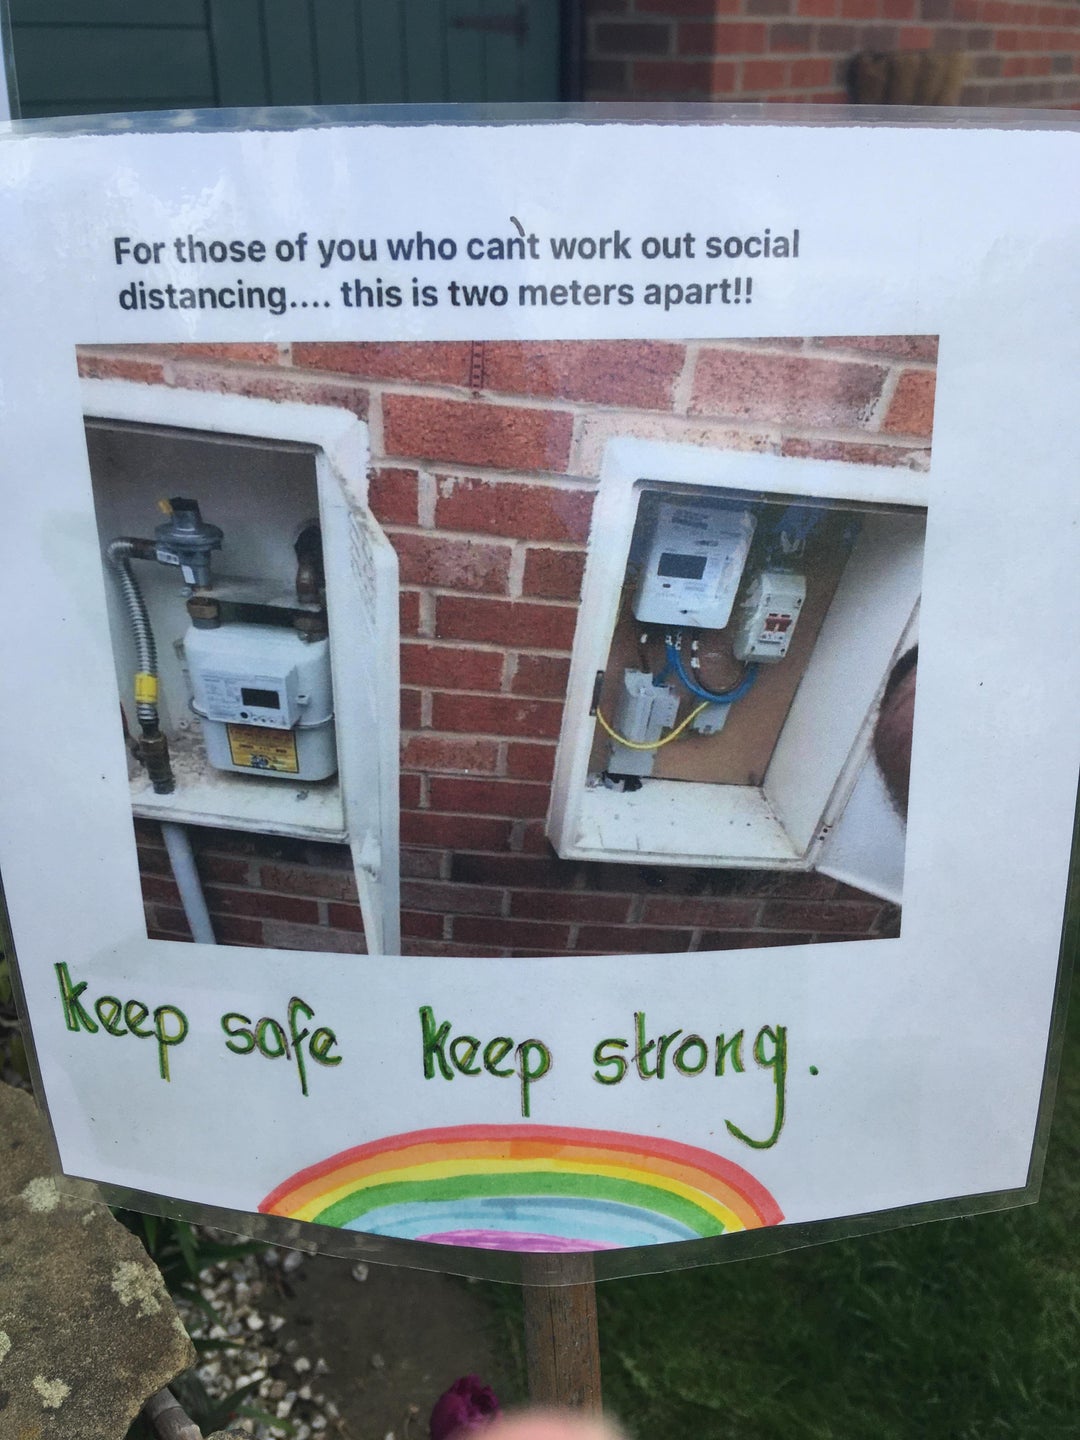 For those of you who can't work out social
distancing.... this is two meters apart!!
keep safe keep strong.